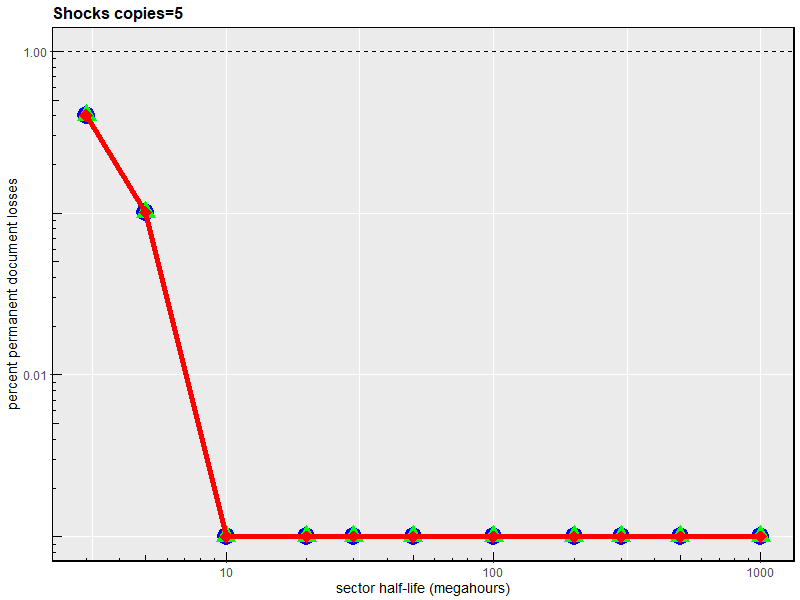 Shocks copies=5
percent permanent document losses
1.00
0.01
10
100
1000
sector half-life (megahours)